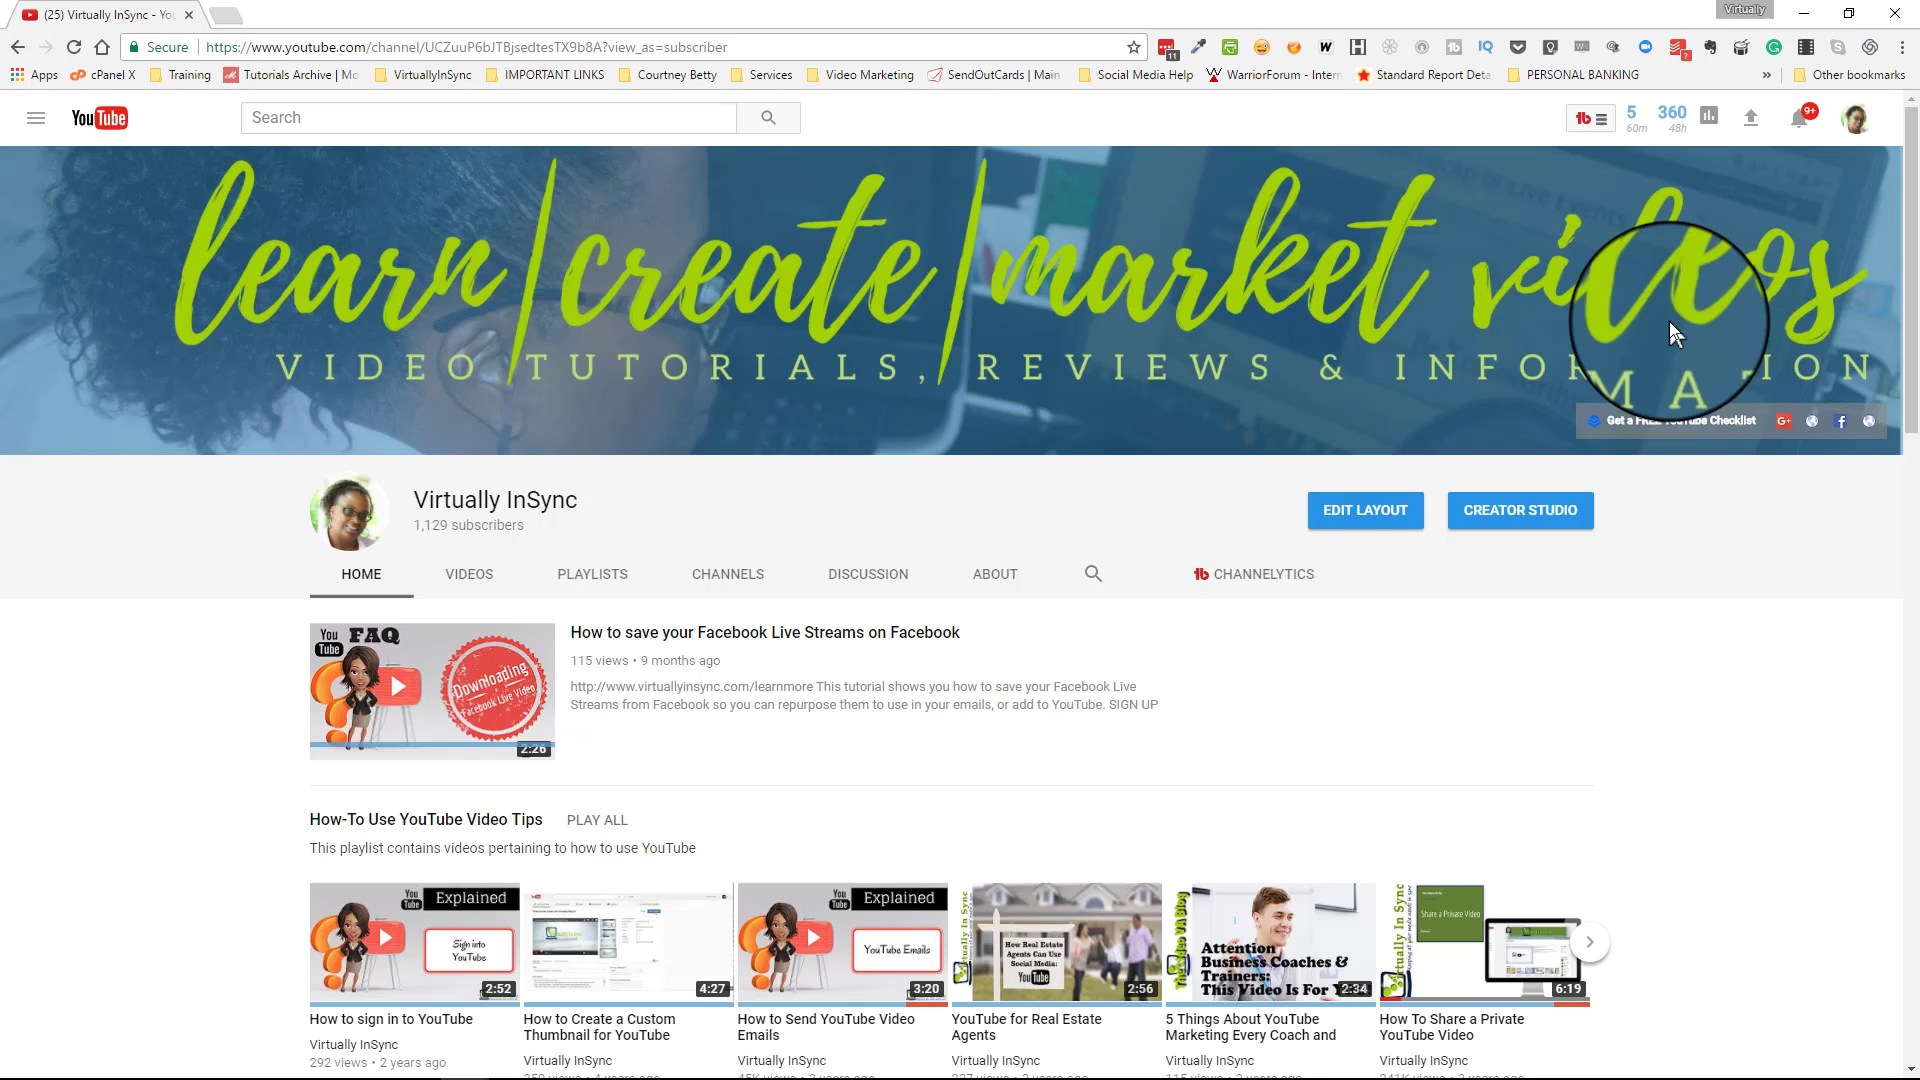 (25) Virtually InSync - Yo
Virtually
Secure
https://www.youtube.com/channel/UCZuuP6bJTBjsedtesTX9b8A?view_as=subscriber
11
W
H
IQ
?
Apps
cPanel X
Training
Tutorials Archive | Mo
VirtuallyInSync
IMPORTANT LINKS
Courtney Betty
Services
Video Marketing
SendOutCards | Main
Social Media Help
WarriorForum - Intern
Standard Report Deta
PERSONAL BANKING
»
Other bookmarks
YouTube
Search
5
60m
360
48h
9+
learn/create/market videos
VIDEO TUTORIALS, REVIEWS & INFORMATION
Get a FREE YouTube Checklist
G+
f
Virtually InSync
1,129 subscribers
EDIT LAYOUT
CREATOR STUDIO
HOME
VIDEOS
PLAYLISTS
CHANNELS
DISCUSSION
ABOUT
CHANNELYTICS
You Tube FAQ
Downloading
Facebook Live Video
2:26
How to save your Facebook Live Streams on Facebook
115 views • 9 months ago
http://www.virtuallyinsync.com/learnmore This tutorial shows you how to save your Facebook Live
Streams from Facebook so you can repurpose them to use in your emails, or add to YouTube. SIGN UP
How-To Use YouTube Video Tips
PLAY ALL
This playlist contains videos pertaining to how to use YouTube
You Tube Explained
Sign into
YouTube
2:52
4:27
You Tube Explained
YouTube Emails
3:20
How Real Estate
Agents Can Use
Social Media:
YouTube
2:56
Attention
Business Coaches &
Trainers:
This Video Is For Y
2:34
Share a Private Video
6:19
How to sign in to YouTube
Virtually InSync
292 views • 2 years ago
How to Create a Custom
Thumbnail for YouTube
Virtually InSync
How to Send YouTube Video
Emails
Virtually InSync
YouTube for Real Estate
Agents
Virtually InSync
5 Things About YouTube
Marketing Every Coach and
Virtually InSync
How To Share a Private
YouTube Video
Virtually InSync